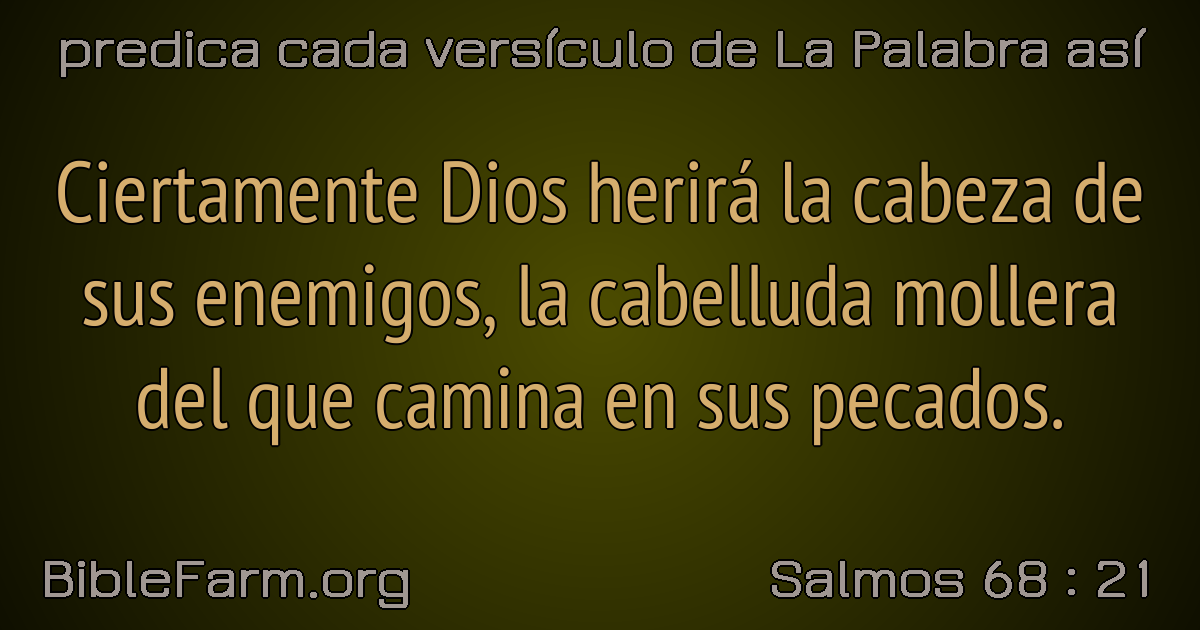 predica cada versículo de La Palabra así
Ciertamente Dios herirá la cabeza de
sus enemigos, la cabelluda mollera
del que camina en sus pecados.
BibleFarm.org
Salmos 68 : 21